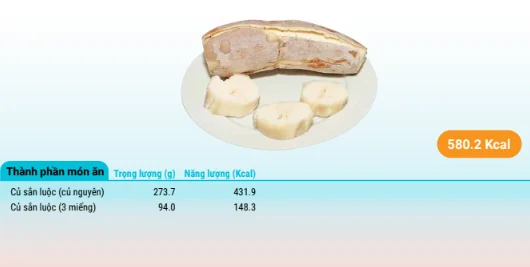 580.2 Kcal
Thành phần món ăn Trọng lượng (g) Năng lượng (Kcal)
Củ sắn luộc (củ nguyên) 273.7 431.9
Củ sắn luộc (3 miếng) 94.0 148.3